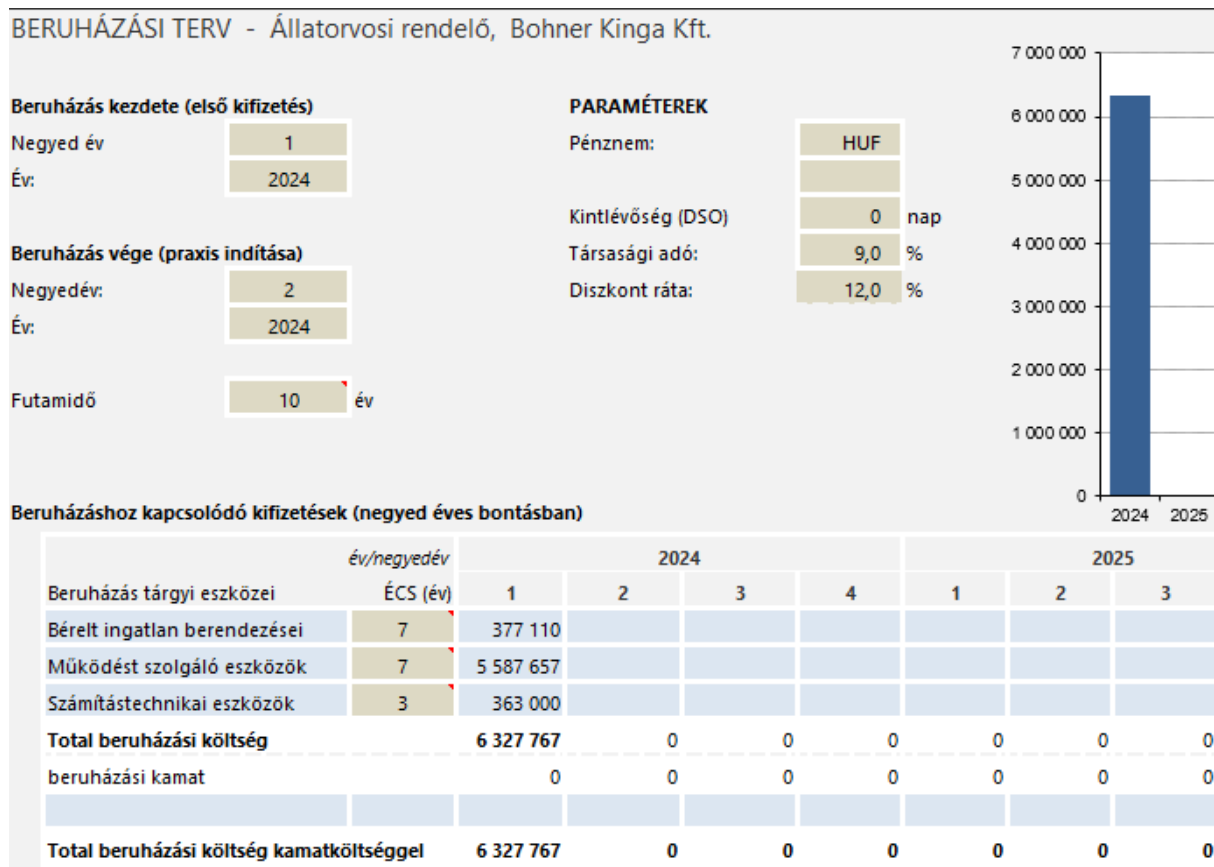 BERUHÁZÁSI TERV - Állatorvosi rendelő, Bohner Kinga Kft.
Beruházás kezdete (első kifizetés) PARAMÉTEREK
Negyed év 1 Pénznem: HUF
Év: 2024
Kintlévőség (DSO) 0 nap
Beruházás vége (praxis indítása) Társasági adó: 9,0 %
Negyedév: 2 Diszkont ráta: 12,0 %
Év: 2024
Futamidő 10 év
7 000 000
6 000 000
5 000 000
4 000 000
3 000 000
2 000 000
1 000 000
0
2024 2025
Beruházáshoz kapcsolódó kifizetések (negyed éves bontásban)
év/negyedév 2024 2025
Beruházás tárgyi eszközei ÉCS (év) 1 2 3 4 1 2 3
Bérelt ingatlan berendezései 7 377 110
Működést szolgáló eszközök 7 5 587 657
Számítástechnikai eszközök 3 363 000
Total beruházási költség 6 327 767 0 0 0 0 0 0
beruházási kamat 0 0 0 0 0 0 0
Total beruházási költség kamatköltséggel 6 327 767 0 0 0 0 0 0